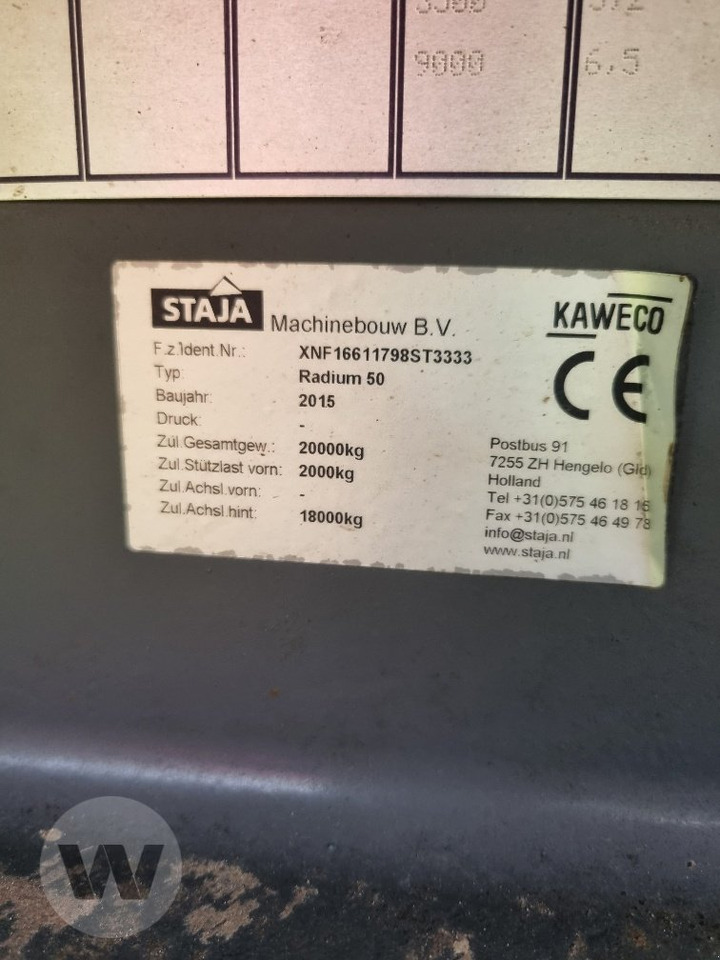 9000 6,5
STAJA Machinebouw B.V. KAWECO
F.z.Ident.Nr.: XNF16611798ST3333
Typ: Radium 50
CE
Baujahr: 2015
Druck: -
Zul.Gesamtgew.: 20000kg
Zul.Stützlast vorn: 2000kg
Zul.Achsl.vorn: -
Zul.Achsl.hint: 18000kg
Postbus 91
7255 ZH Hengelo (Gld)
Holland
Tel +31(0)575 46 18 16
Fax +31(0)575 46 49 78
info@staja.nl
www.staja.nl
W